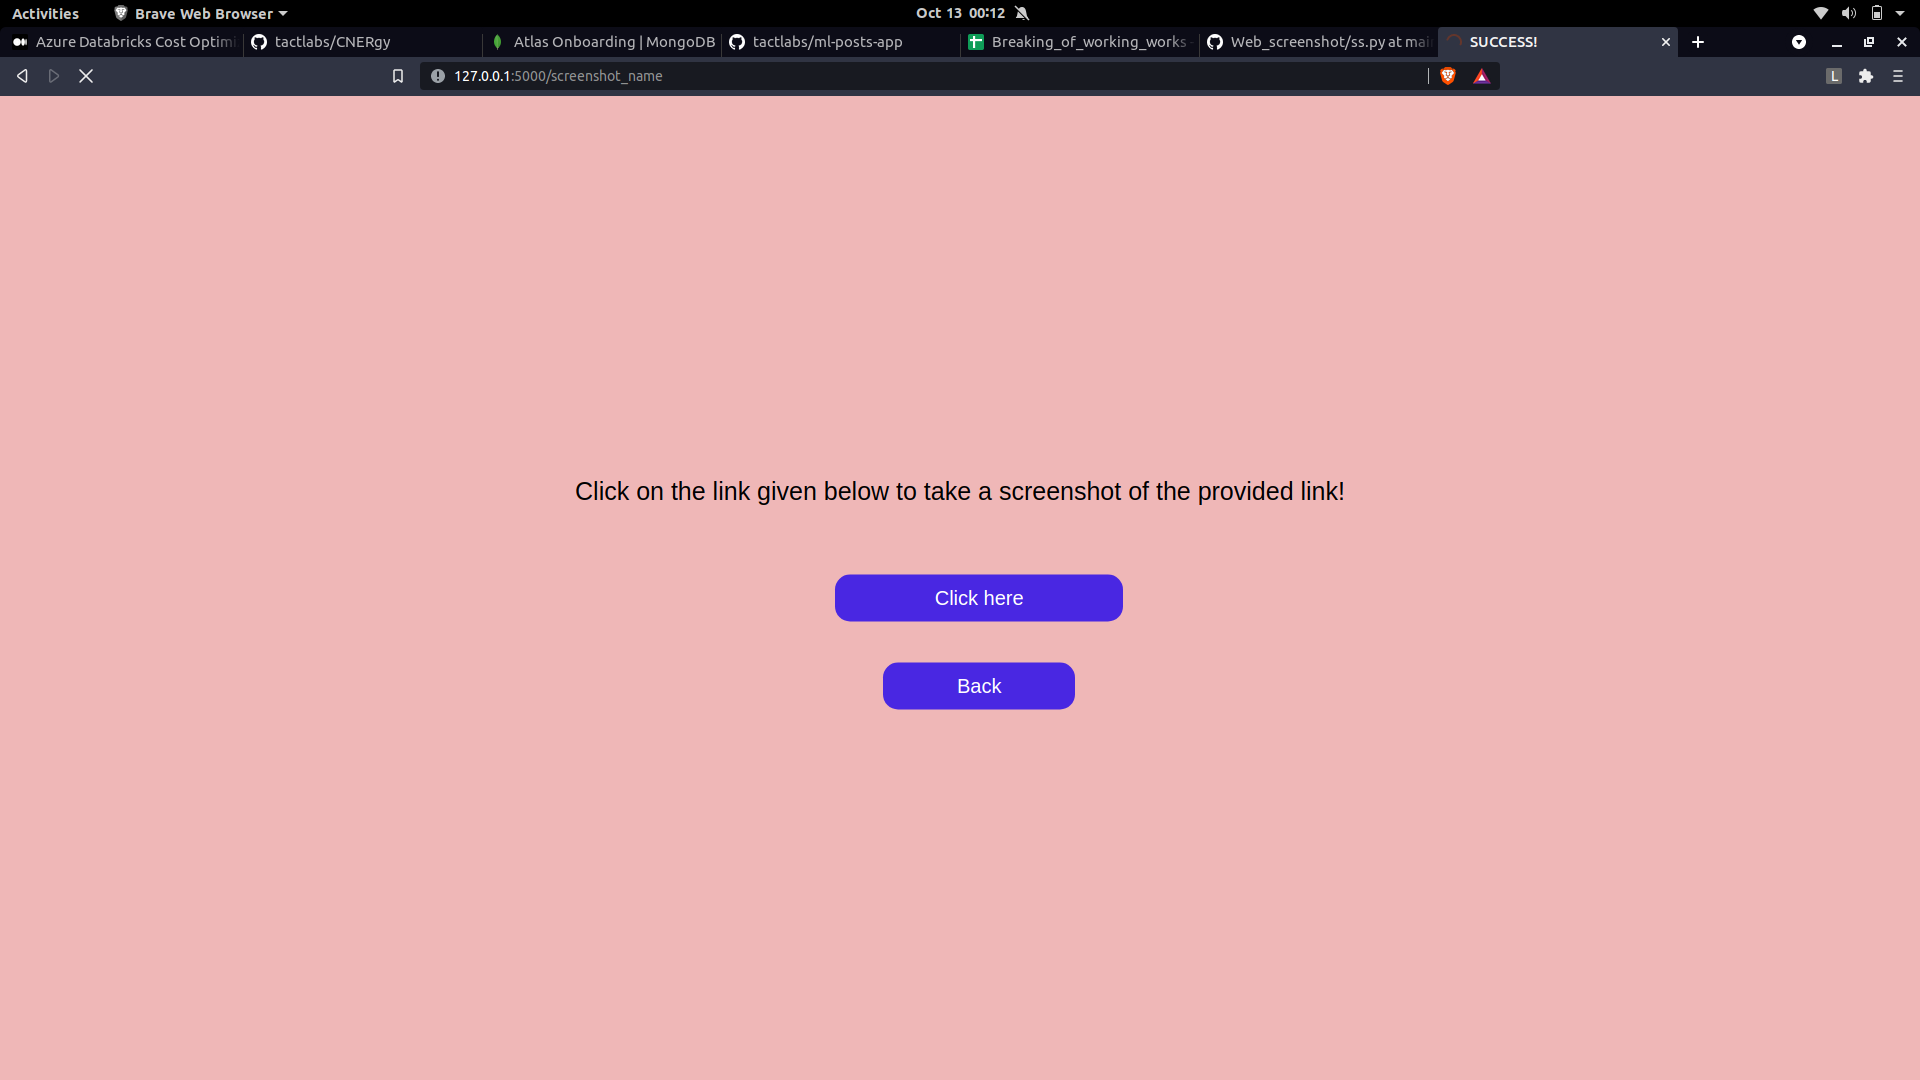 Activities Brave Web Browser Oct 13 00:12
Azure Databricks Cost Optimi tactlabs/CNERgy Atlas Onboarding | MongoDB tactlabs/ml-posts-app Breaking_of_working_works - Web_screenshot/ss.py at mai SUCCESS!
127.0.0.1:5000/screenshot_name L
Click on the link given below to take a screenshot of the provided link!
Click here
Back